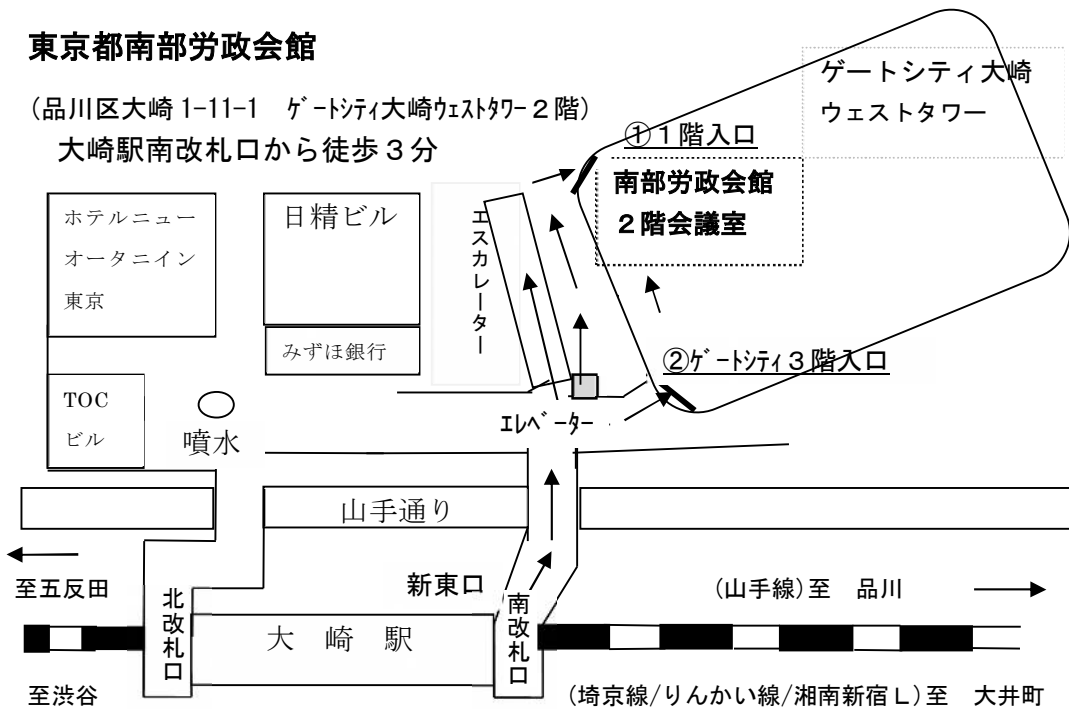 東京都南部労政会館
(品川区大崎 1-11-1　ｹﾞｰﾄｼﾃｨ大崎ｳｪｽﾄﾀﾜｰ２階)
大崎駅南改札口から徒歩３分
ゲートシティ大崎
ウェストタワー
①１階入口
南部労政会館
２階会議室
ホテルニュー
オータニイン
東京
日精ビル
みずほ銀行
エスカレーター
②ｹﾞｰﾄｼﾃｨ３階入口
TOC
ビル
噴水
ｴﾚﾍﾞｰﾀｰ
山手通り
至五反田
新東口
(山手線)至　品川
北改札口
大　崎　駅
南改札口
至渋谷
(埼京線/りんかい線/湘南新宿Ｌ)至　大井町